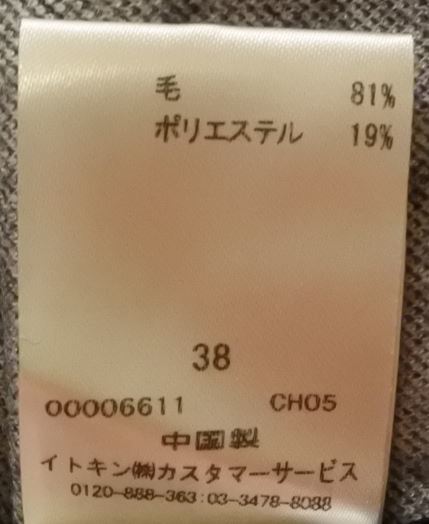 毛 81%
ポリエステル 19%
38
00006611 CH05
中国製
イトキン㈱カスタマーサービス
0120-888-363:03-3478-8088